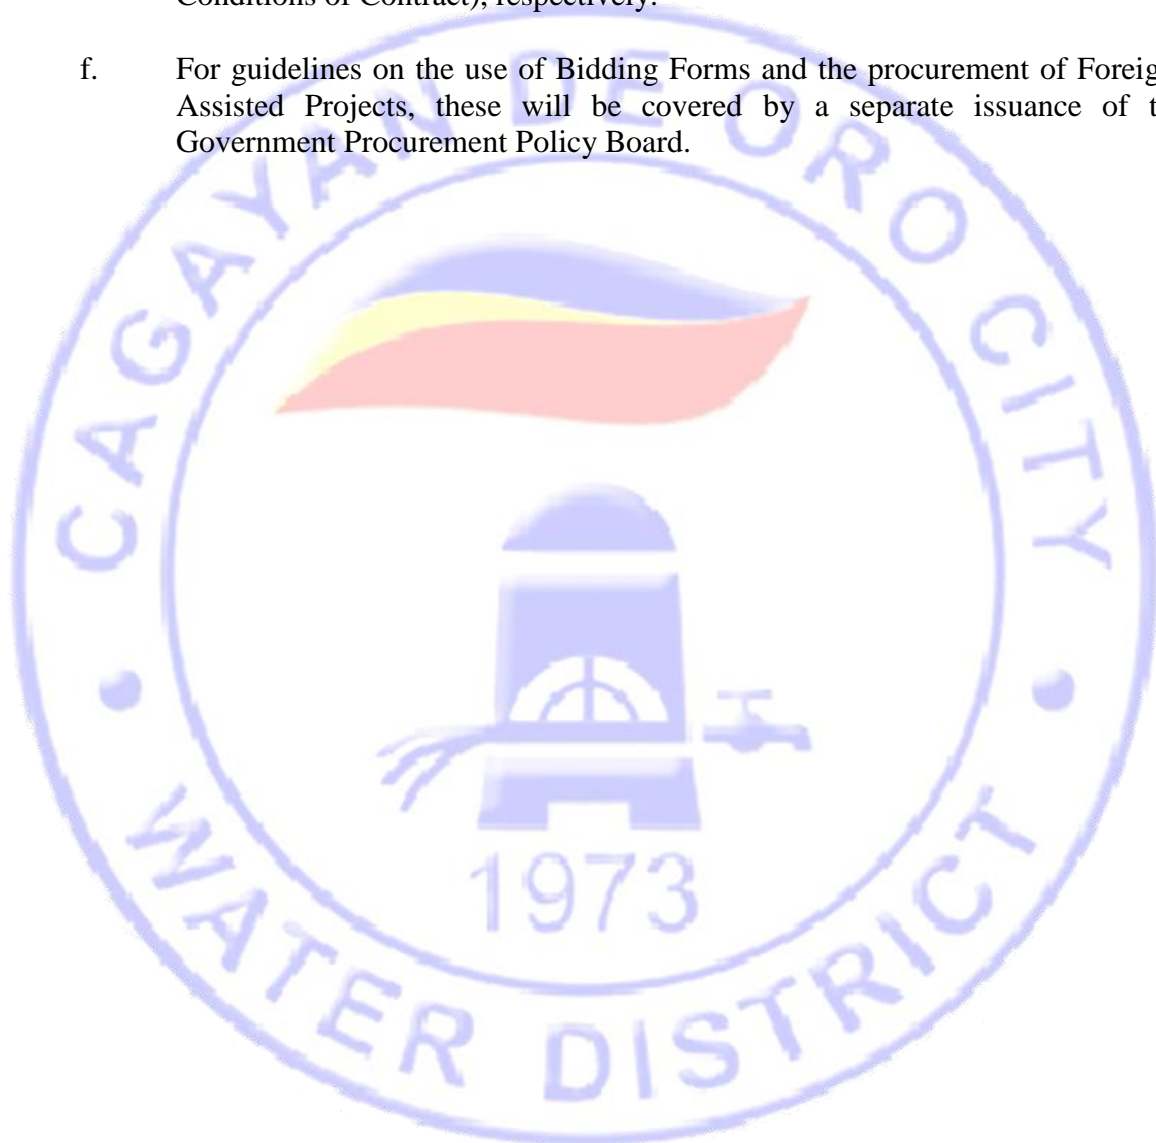 Conditions of Contract), respectively.
f. For guidelines on the use of Bidding Forms and the procurement of Foreig
Assisted Projects, these will be covered by a separate issuance of t
Government Procurement Policy Board.
CAGAYAN DE ORO CITY
1973
WATER DISTRICT